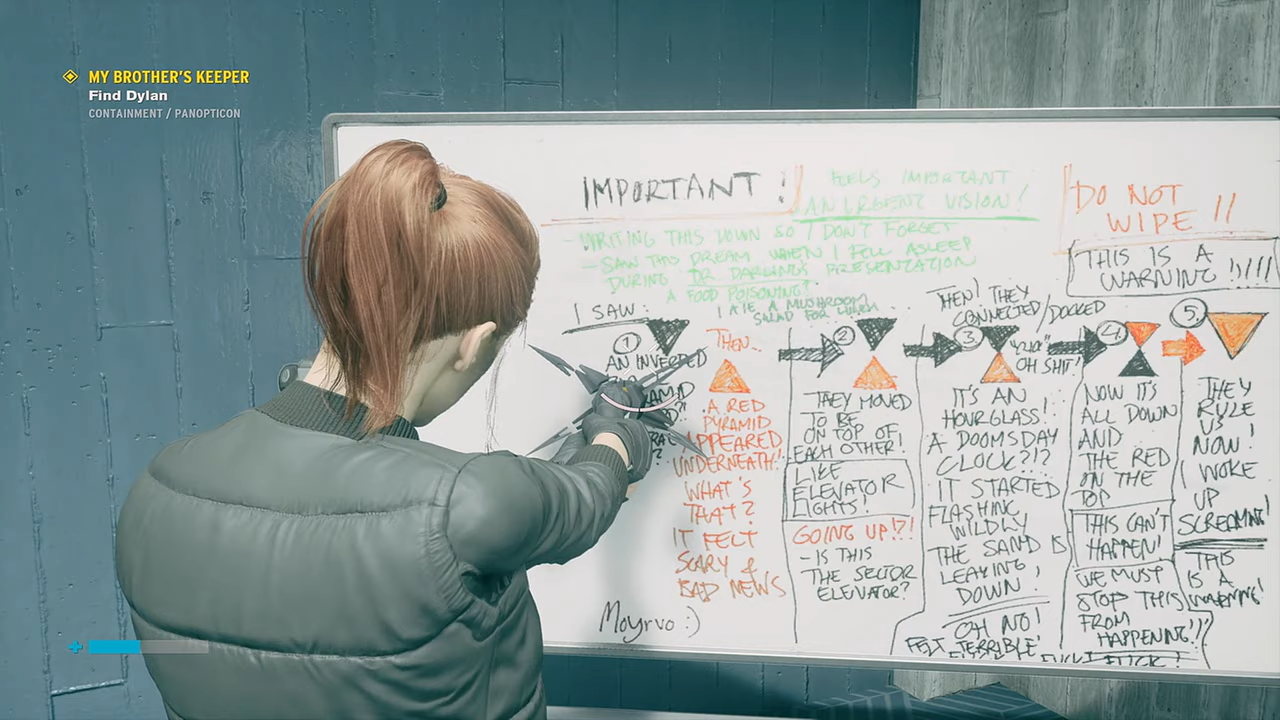 MY BROTHER'S KEEPER
Find Dylan
CONTAINMENT / PANOPTICON
IMPORTANT!
FEELS IMPORTANT
AN URGENT VISION!
DO NOT
WIPE!!
THIS IS A
WARNING!!/!!!
- WRITING THIS DOWN SO I DON'T FORGET
- SAW THIS DREAM WHEN I FELL ASLEEP
DURING DR DARLING'S PRESENTATION
A FOOD POISONING?
I ATE A MUSHROOM
SALAD FOR LUNCH
I SAW:
1
AN INVERTED
THEN...
A RED
PYRAMID
APPEARED
UNDERNEATH!
WHAT'S
THAT?
IT FELT
SCARY &
BAD NEWS
2
THEY MOVED
TO BE
ON TOP OF
EACH OTHER!
LIKE
ELEVATOR
LIGHTS!
GOING UP!?!
- IS THIS
THE SECTOR
ELEVATOR?
THEN! THEY
CONNECTED/DOCKED
3
OH SHIT!
IT'S AN
HOURGLASS!
A DOOMSDAY
CLOCK?!?
IT STARTED
FLASHING
WILDLY
THE SAND IS
LEAKING
DOWN
OH NO!
FELT TERRIBLE!
4
NOW IT'S
ALL DOWN
AND
THE RED
ON THE
TOP
THIS CAN'T
HAPPEN!
WE MUST
STOP THIS
FROM
HAPPENING!!
5.
THEY
RULE
US
NOW!
I WOKE
UP
SCREAMING!
THIS
IS A
WARNING!
Moyrvo :)